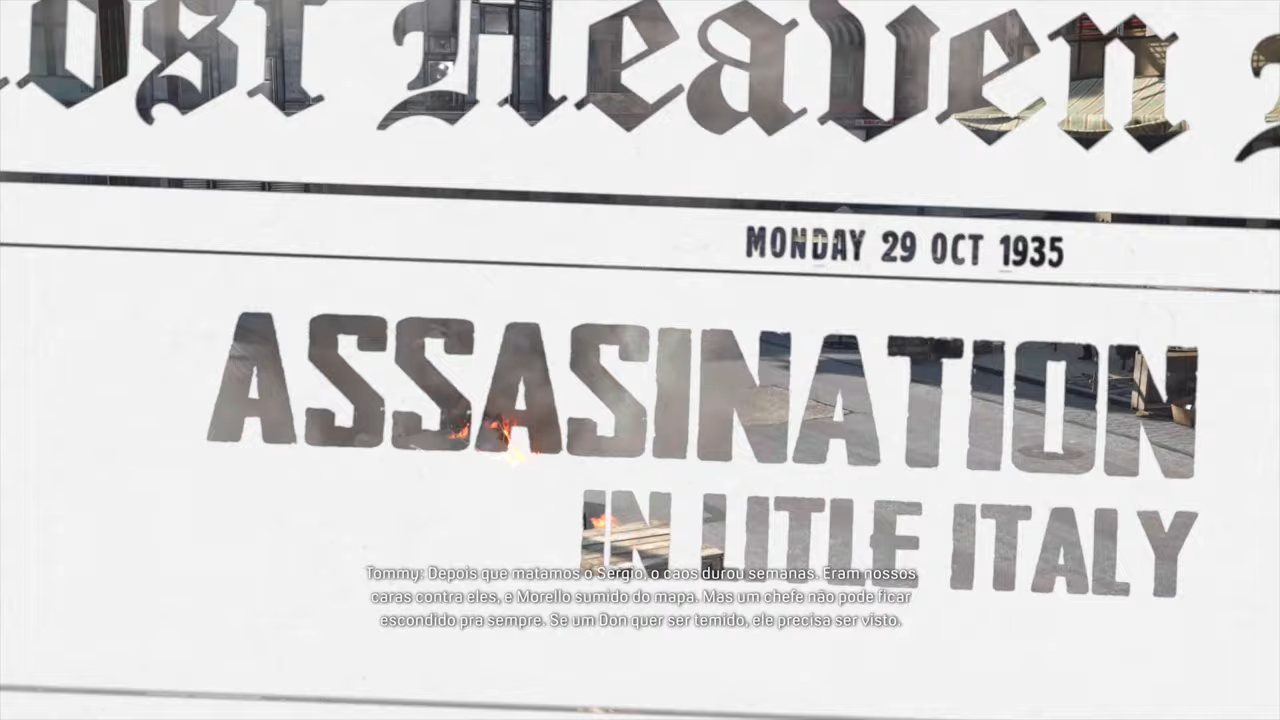 ost Heaven
MONDAY 29 OCT 1935
ASSASINATION
IN LITLE ITALY
Tommy: Depois que matamos o Sergio, o caos durou semanas. Eram nossos
caras contra eles, e Morello sumido do mapa. Mas um chefe não pode ficar
escondido pra sempre. Se um Don quer ser temido, ele precisa ser visto.